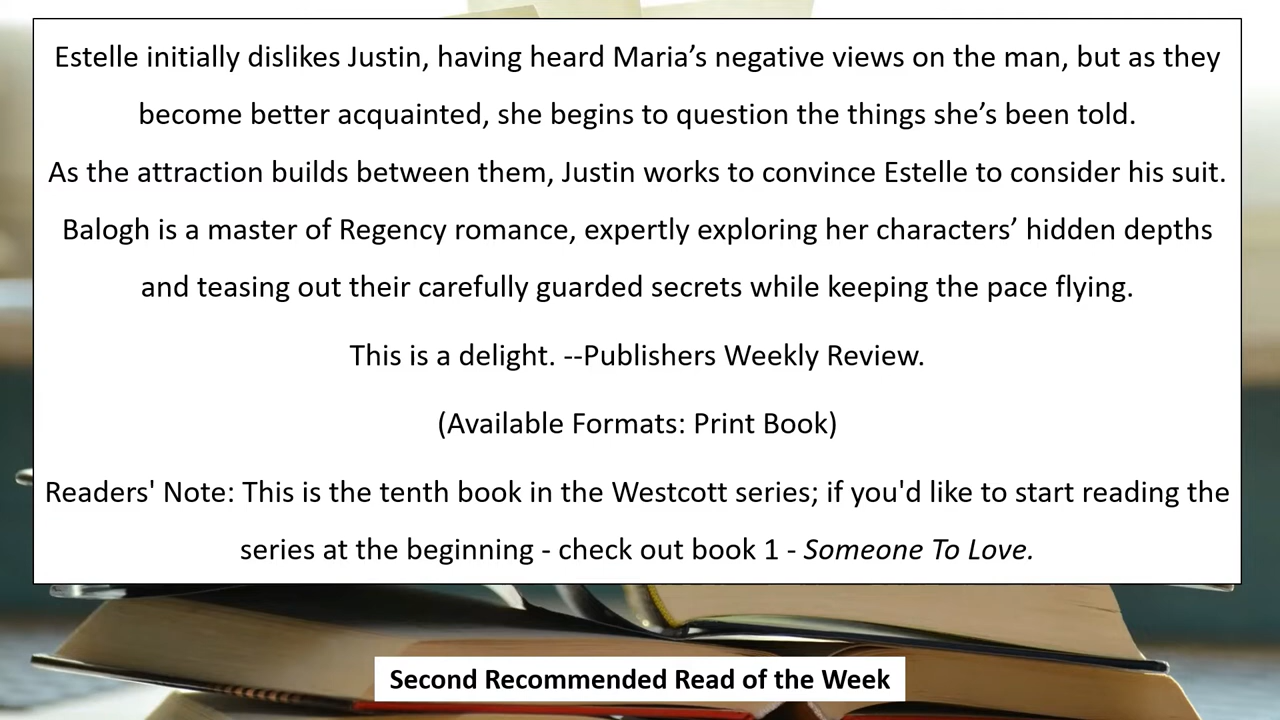 Estelle initially dislikes Justin, having heard Maria’s negative views on the man, but as they
become better acquainted, she begins to question the things she’s been told.
As the attraction builds between them, Justin works to convince Estelle to consider his suit.
Balogh is a master of Regency romance, expertly exploring her characters’ hidden depths
and teasing out their carefully guarded secrets while keeping the pace flying.
This is a delight. --Publishers Weekly Review.
(Available Formats: Print Book)
Readers' Note: This is the tenth book in the Westcott series; if you'd like to start reading the
series at the beginning - check out book 1 - Someone To Love.
Second Recommended Read of the Week